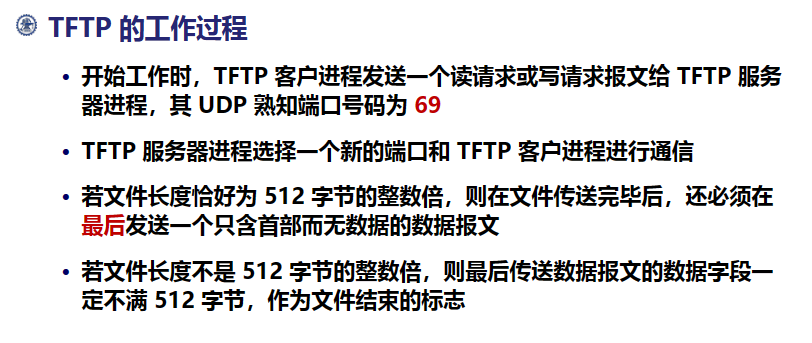 TFTP 的工作过程
• 开始工作时，TFTP 客户进程发送一个读请求或写请求报文给 TFTP 服务
器进程，其 UDP 熟知端口号码为 69
• TFTP 服务器进程选择一个新的端口和 TFTP 客户进程进行通信
• 若文件长度恰好为 512 字节的整数倍，则在文件传送完毕后，还必须在
最后发送一个只含首部而无数据的数据报文
• 若文件长度不是 512 字节的整数倍，则最后传送数据报文的数据字段一
定不满 512 字节，作为文件结束的标志